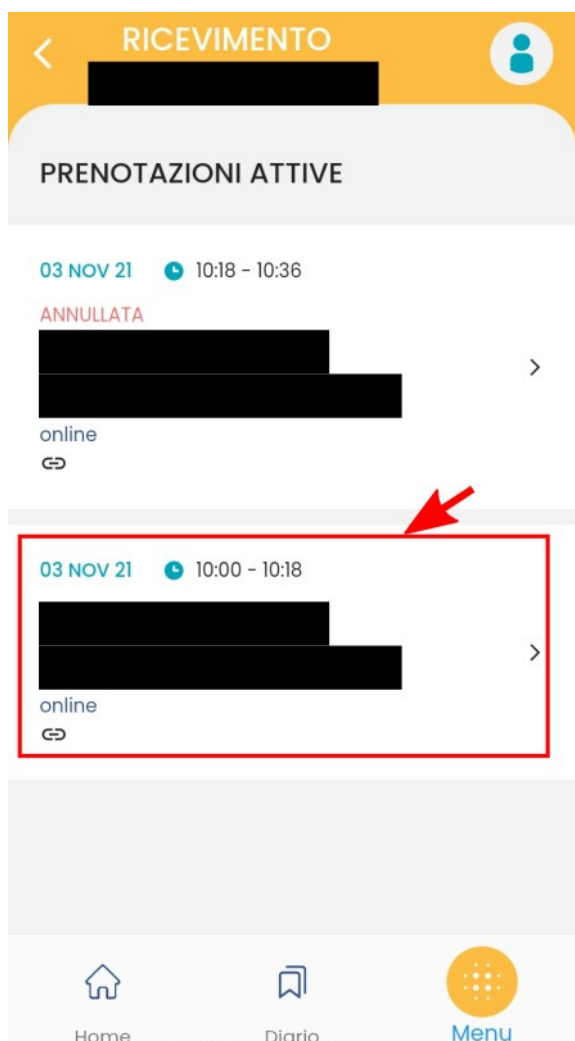 RICEVIMENTO
PRENOTAZIONI ATTIVE
03 NOV 21 10:18 - 10:36
ANNULLATA
online
03 NOV 21 10:00 - 10:18
online
Home Diario Menu